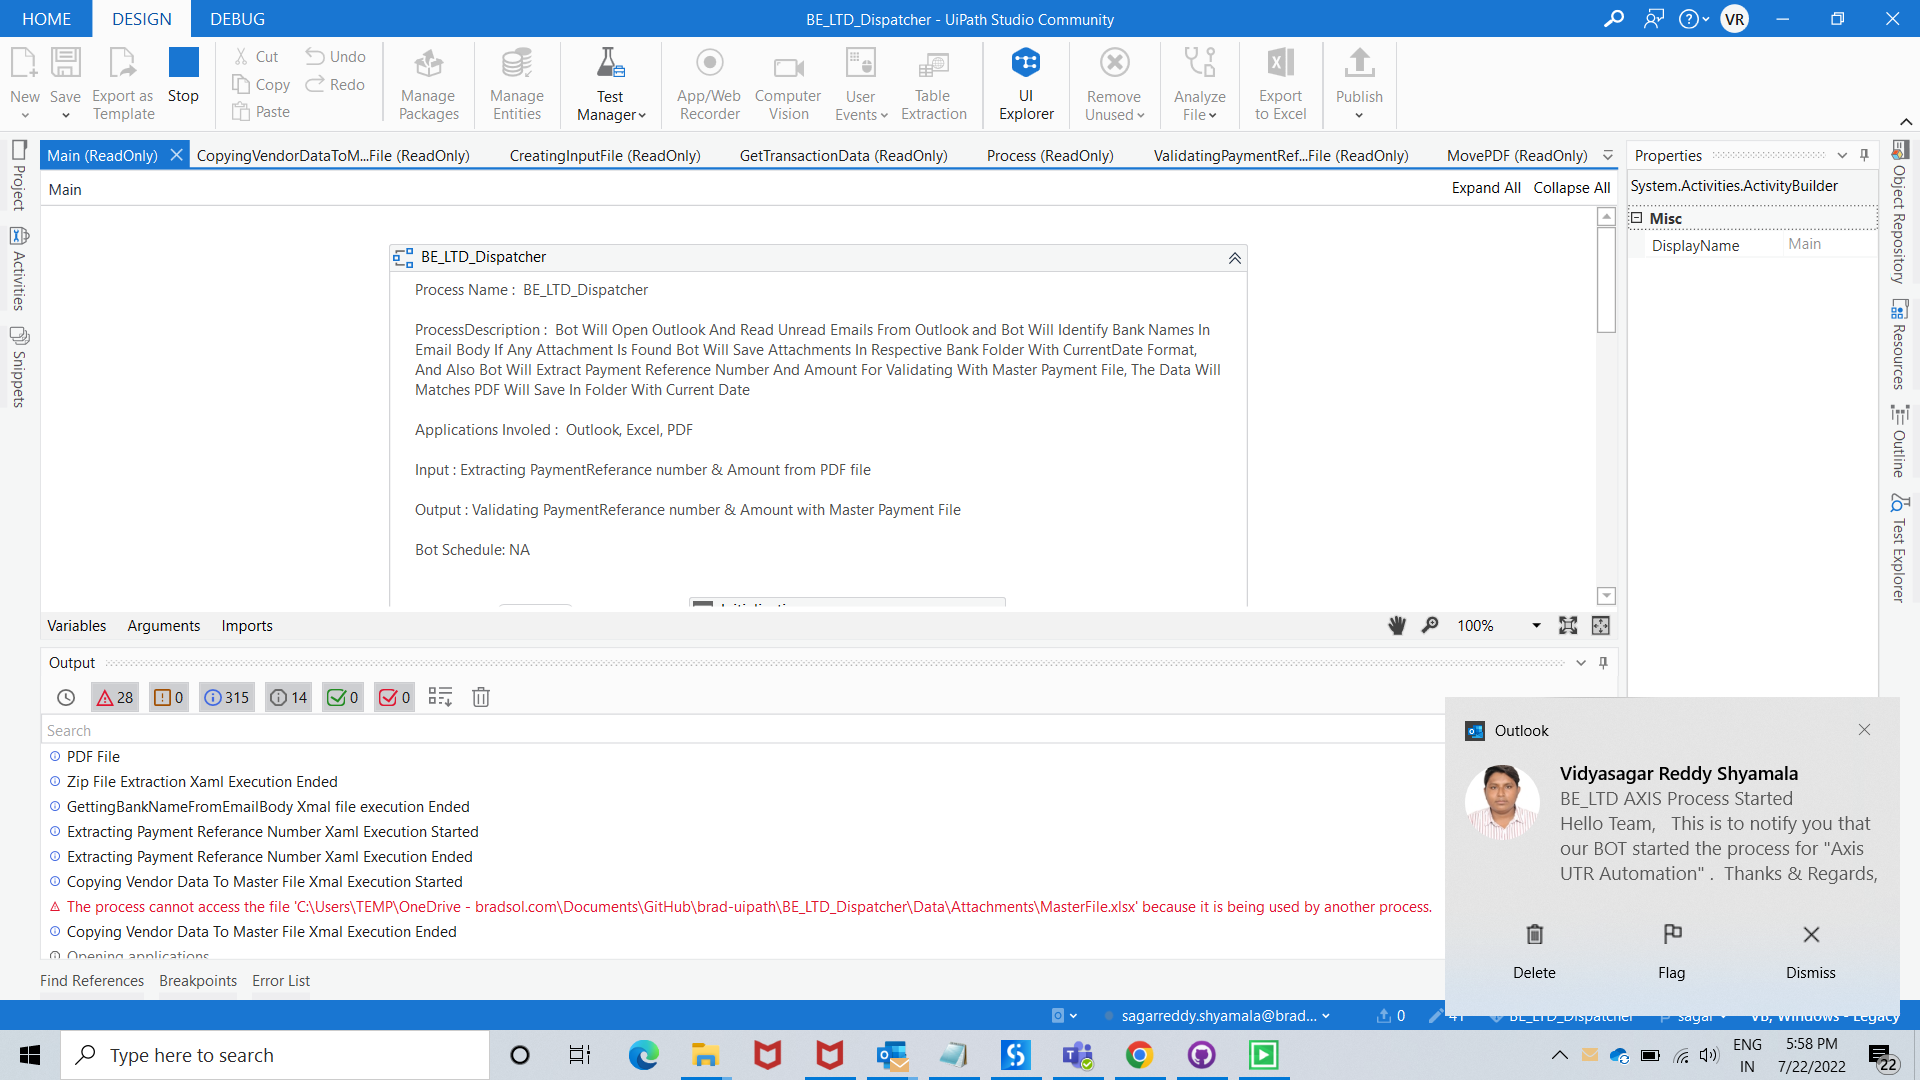 HOME DESIGN DEBUG BE_LTD_Dispatcher - UiPath Studio Community VR
New Save Export as Template Stop Cut Copy Paste Undo Redo Manage Packages Manage Entities Test Manager App/Web Recorder Computer Vision User Events Table Extraction UI Explorer Remove Unused Analyze File Export to Excel Publish
Main (ReadOnly) CopyingVendorDataToM...File (ReadOnly) CreatingInputFile (ReadOnly) GetTransactionData (ReadOnly) Process (ReadOnly) ValidatingPaymentRef...File (ReadOnly) MovePDF (ReadOnly)
Main Expand All Collapse All
Project
Activities
Snippets
BE_LTD_Dispatcher
Process Name : BE_LTD_Dispatcher
ProcessDescription : Bot Will Open Outlook And Read Unread Emails From Outlook and Bot Will Identify Bank Names In
Email Body If Any Attachment Is Found Bot Will Save Attachments In Respective Bank Folder With CurrentDate Format,
And Also Bot Will Extract Payment Reference Number And Amount For Validating With Master Payment File, The Data Will
Matches PDF Will Save In Folder With Current Date
Applications Involed : Outlook, Excel, PDF
Input : Extracting PaymentReferance number & Amount from PDF file
Output : Validating PaymentReferance number & Amount with Master Payment File
Bot Schedule: NA
Properties
System.Activities.ActivityBuilder
Misc
DisplayName Main
Object Repository
Resources
Outline
Test Explorer
Variables Arguments Imports 100%
Output
28 0 315 14 0 0
Search
PDF File
Zip File Extraction Xaml Execution Ended
GettingBankNameFromEmailBody Xmal file execution Ended
Extracting Payment Referance Number Xaml Execution Started
Extracting Payment Referance Number Xaml Execution Ended
Copying Vendor Data To Master File Xmal Execution Started
The process cannot access the file 'C:\Users\TEMP\OneDrive - bradsol.com\Documents\GitHub\brad-uipath\BE_LTD_Dispatcher\Data\Attachments\MasterFile.xlsx' because it is being used by another process.
Copying Vendor Data To Master File Xmal Execution Ended
Opening applications
Find References Breakpoints Error List
Outlook
Vidyasagar Reddy Shyamala
BE_LTD AXIS Process Started
Hello Team, This is to notify you that
our BOT started the process for "Axis
UTR Automation" . Thanks & Regards,
Delete Flag Dismiss
sagarreddy.shyamala@brad... 0 41 BE_LTD_Dispatcher sagar VB, Windows - Legacy
Type here to search
ENG
IN
5:58 PM
7/22/2022
22